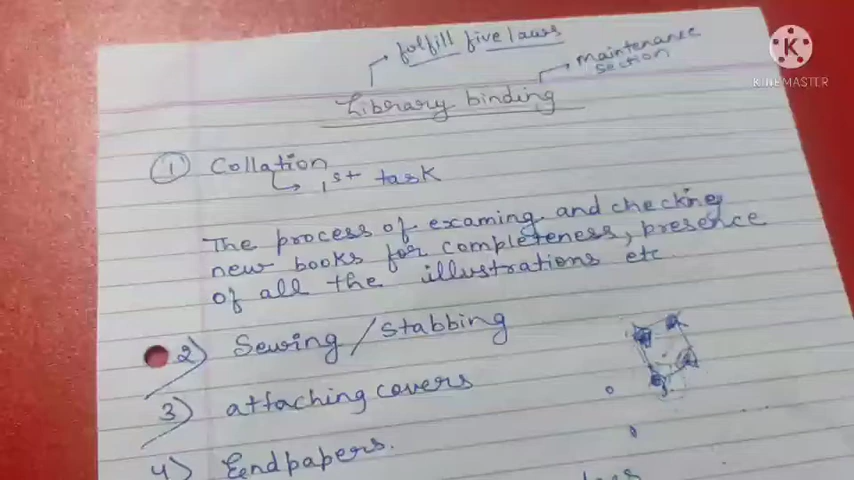 fulfill five laws
maintenance
section
Library binding
① Collation
1st task
The process of examing and checking
new books for completeness, presence
of all the illustrations etc
2) Sewing/stabbing
3) attaching covers
4) Endpapers.
K
KINEMASTER